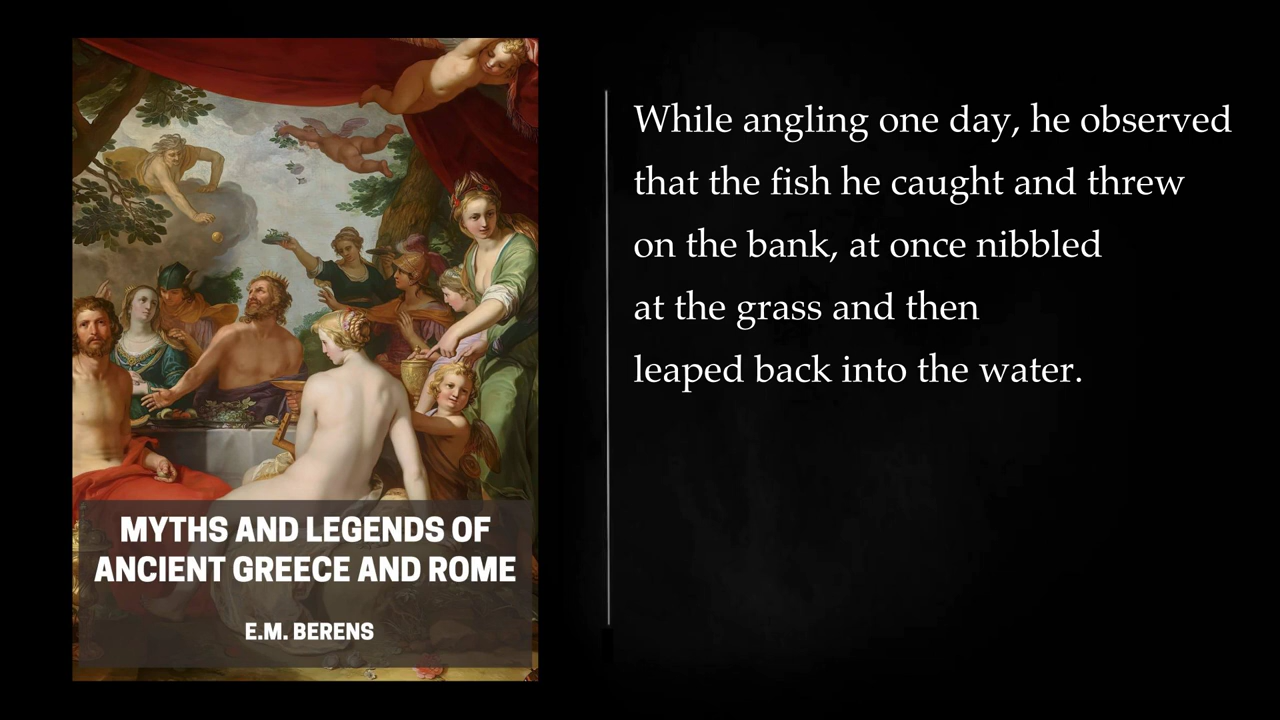 MYTHS AND LEGENDS OF
ANCIENT GREECE AND ROME
E.M. BERENS
While angling one day, he observed
that the fish he caught and threw
on the bank, at once nibbled
at the grass and then
leaped back into the water.